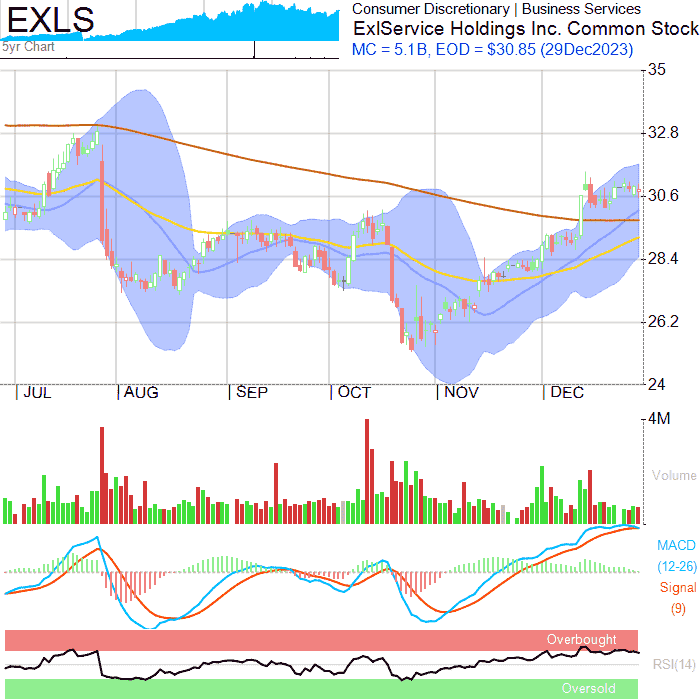 EXLS
5yr Chart
Consumer Discretionary | Business Services
ExlService Holdings Inc. Common Stock
MC = 5.1B, EOD = $30.85 (29Dec2023)
35
32.8
30.6
28.4
26.2
24
JUL AUG SEP OCT NOV DEC
4M
Volume
MACD
(12-26)
Signal
(9)
Overbought
RSI(14)
Oversold